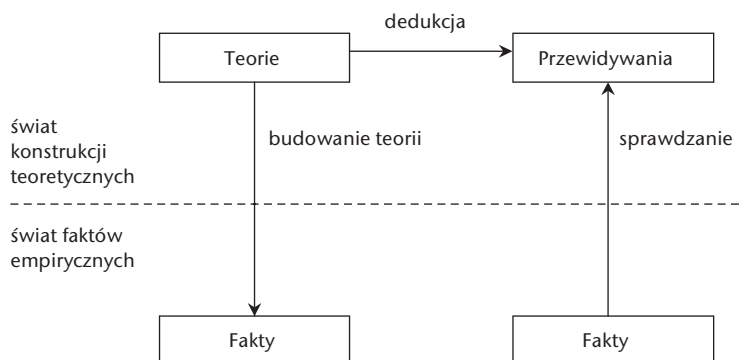 dedukcja
Teorie
Przewidywania
budowanie teorii
sprawdzanie
świat
konstrukcji
teoretycznych
świat faktów
empirycznych
Fakty
Fakty